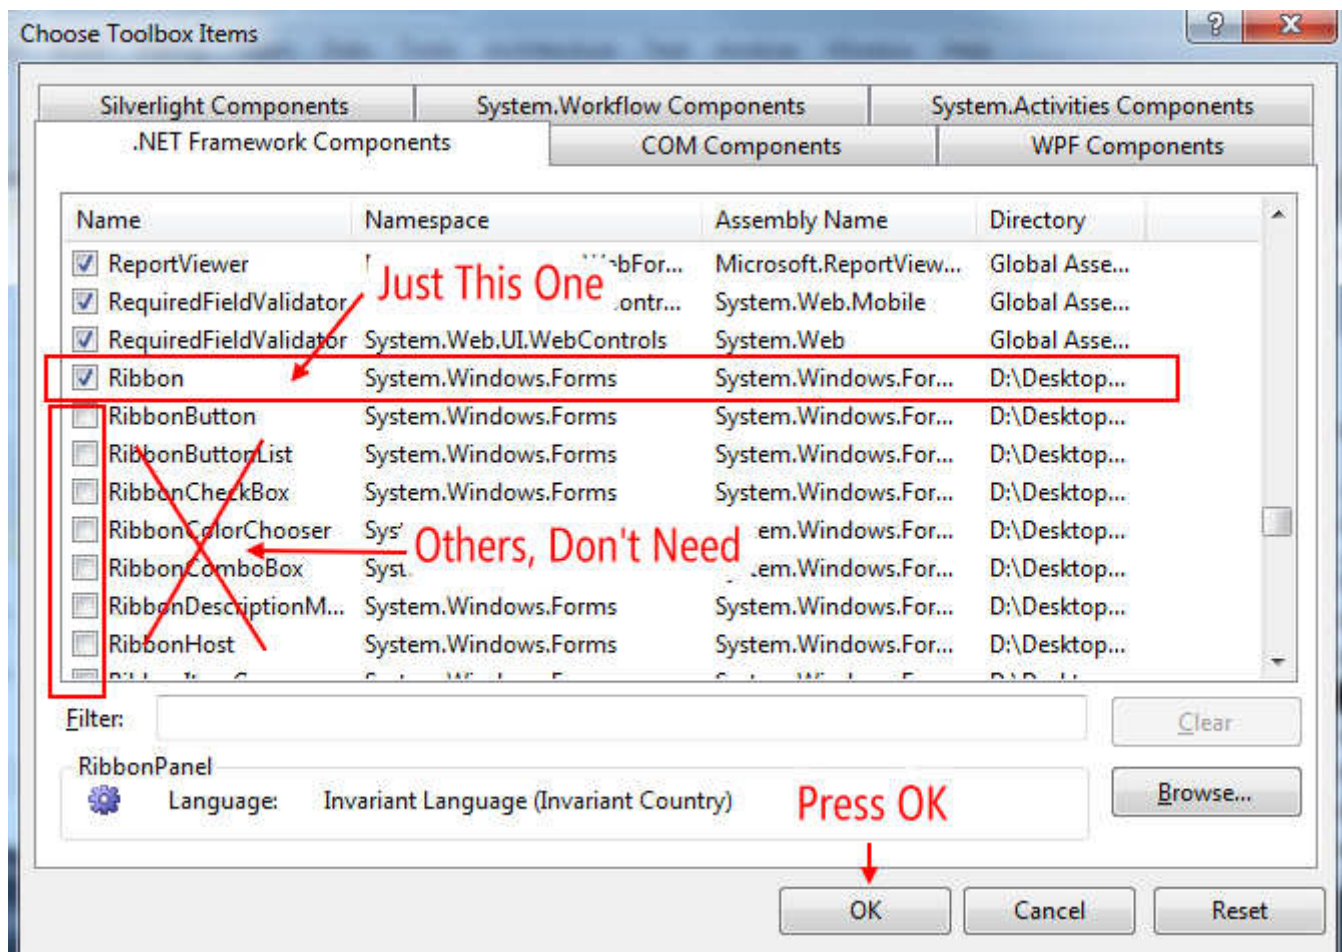 Choose Toolbox Items
Silverlight Components System.Workflow Components System.Activities Components
.NET Framework Components COM Components WPF Components
Name Namespace Assembly Name Directory
ReportViewer Microsoft.ReportView... Global Asse...
Just This One
RequiredFieldValidator System.Web.Mobile Global Asse...
RequiredFieldValidator System.Web.UI.WebControls System.Web Global Asse...
Ribbon System.Windows.Forms System.Windows.For... D:\Desktop...
RibbonButton System.Windows.Forms System.Windows.For... D:\Desktop...
RibbonButtonList System.Windows.Forms System.Windows.For... D:\Desktop...
RibbonCheckBox System.Windows.Forms System.Windows.For... D:\Desktop...
RibbonColorChooser em.Windows.For... D:\Desktop...
Others, Don't Need
RibbonComboBox em.Windows.For... D:\Desktop...
RibbonDescriptionM... System.Windows.Forms System.Windows.For... D:\Desktop...
RibbonHost System.Windows.Forms System.Windows.For... D:\Desktop...
Filter: Clear
RibbonPanel
Language: Invariant Language (Invariant Country) Browse...
Press OK
OK Cancel Reset